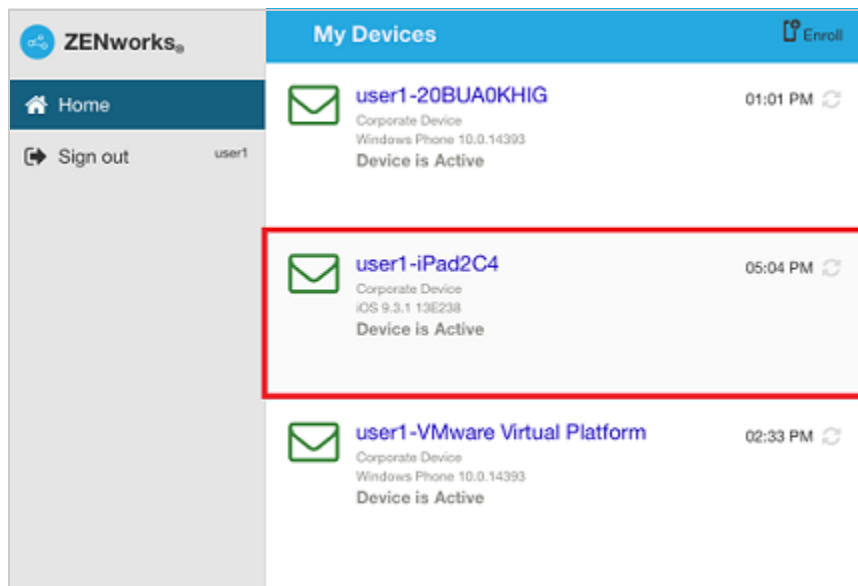 ZENworks®
My Devices
Enroll
Home
Sign out
user1
user1-20BUA0KHIG
01:01 PM
Corporate Device
Windows Phone 10.0.14393
Device is Active
user1-iPad2C4
05:04 PM
Corporate Device
iOS 9.3.1 13E238
Device is Active
user1-VMware Virtual Platform
02:33 PM
Corporate Device
Windows Phone 10.0.14393
Device is Active